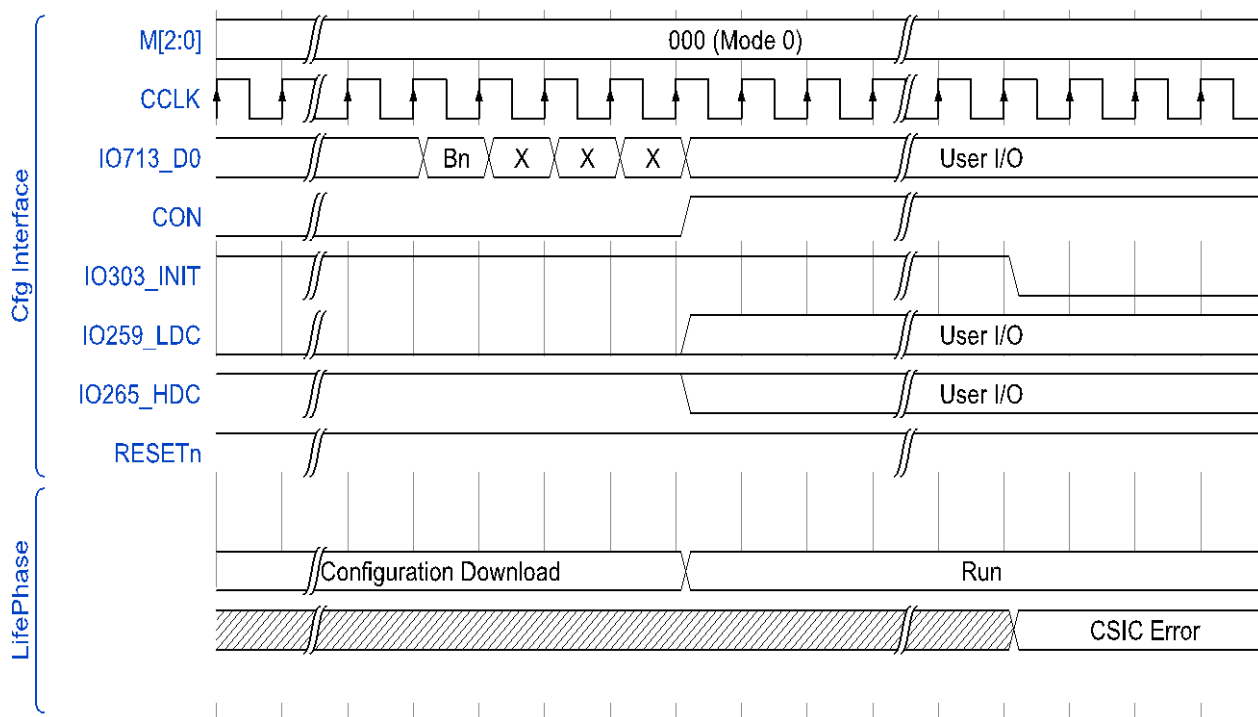 M[2:0]
000 (Mode 0)
CCLK
IO713_D0
Bn
X
X
X
User I/O
CON
IO303_INIT
IO259_LDC
User I/O
IO265_HDC
User I/O
RESETn
Cfg Interface
Configuration Download
Run
CSIC Error
LifePhase